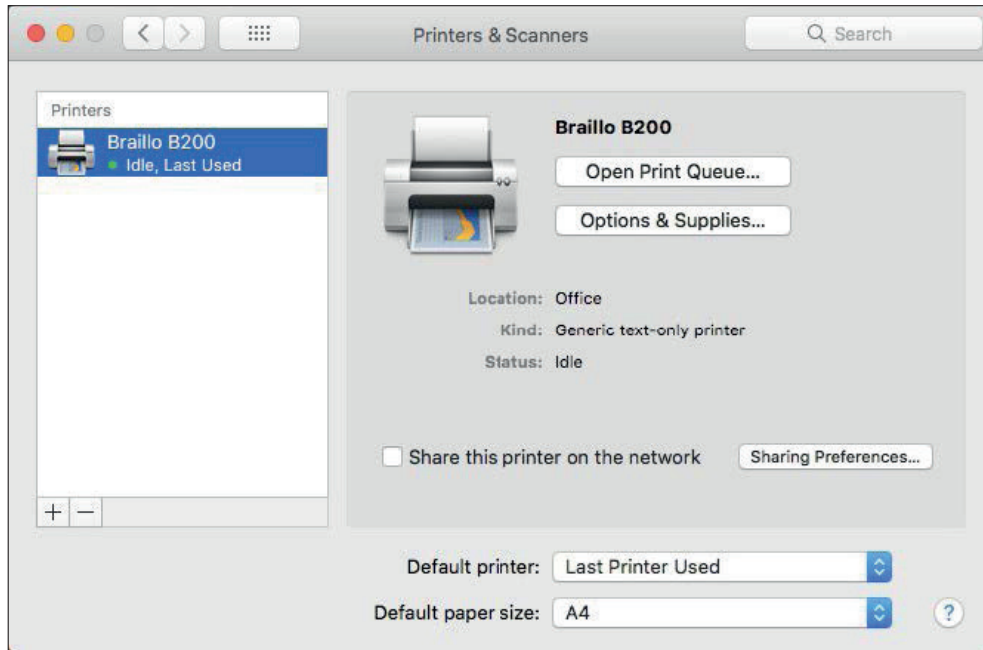 Printers & Scanners
Search
Printers
Braillo B200
Idle, Last Used
Braillo B200
Open Print Queue...
Options & Supplies...
Location: Office
Kind: Generic text-only printer
Status: Idle
Share this printer on the network
Sharing Preferences...
+ −
Default printer: Last Printer Used
Default paper size: A4
?